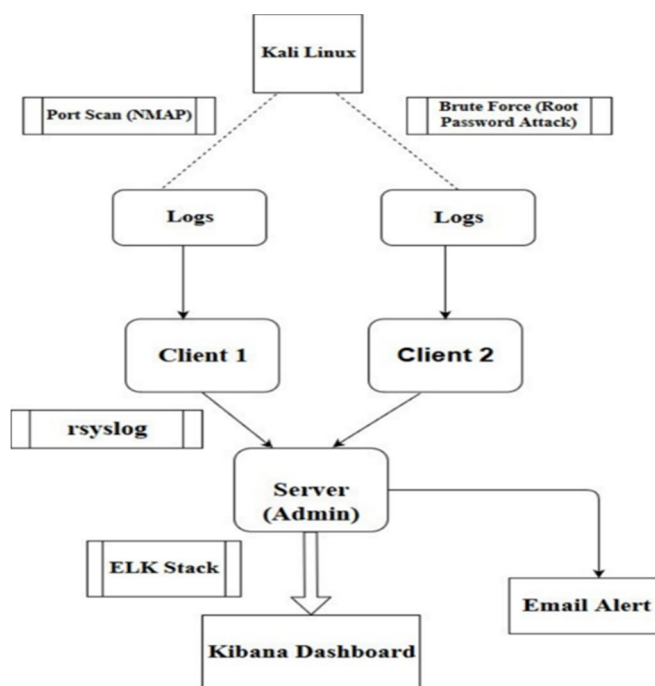 Kali Linux
Port Scan (NMAP)
Brute Force (Root
Password Attack)
Logs
Logs
Client 1
Client 2
rsyslog
Server
(Admin)
ELK Stack
Email Alert
Kibana Dashboard